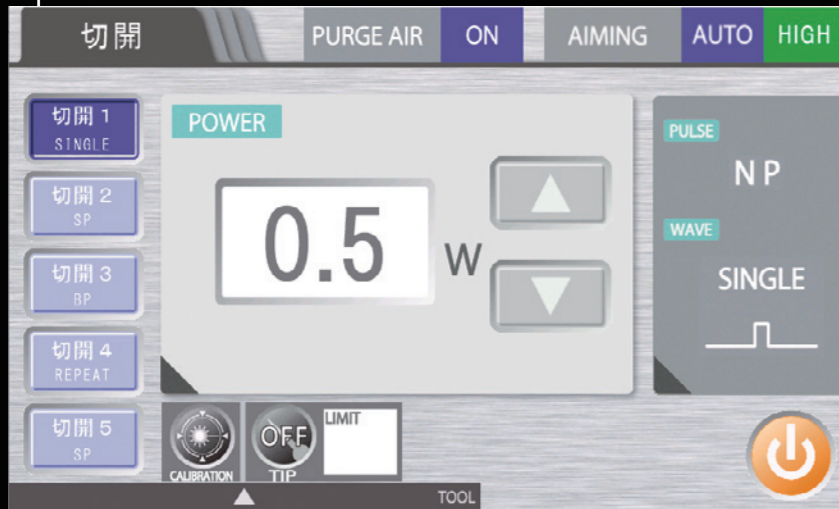 切開
PURGE AIR ON AIMING AUTO HIGH
切開 1
SINGLE
切開 2
SP
切開 3
BP
切開 4
REPEAT
切開 5
SP
POWER
0.5 W
PULSE
N P
WAVE
SINGLE
CALIBRATION
OFF
TIP
LIMIT
TOOL